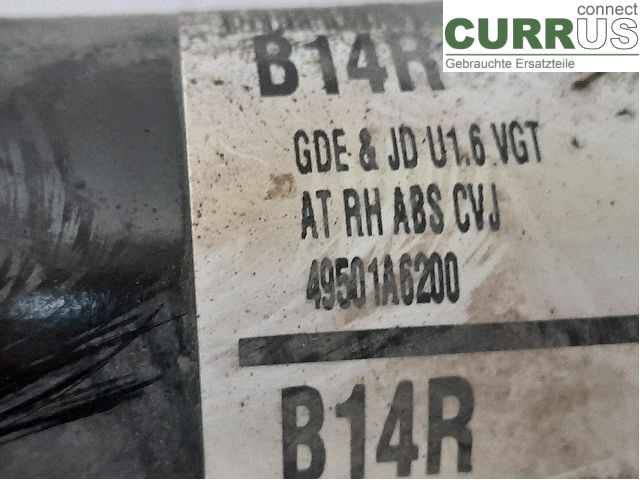 connect
CURRUS
Gebrauchte Ersatzteile
B14R
GDE & JD U1.6 VGT
AT RH ABS CVJ
49501A6200
B14R